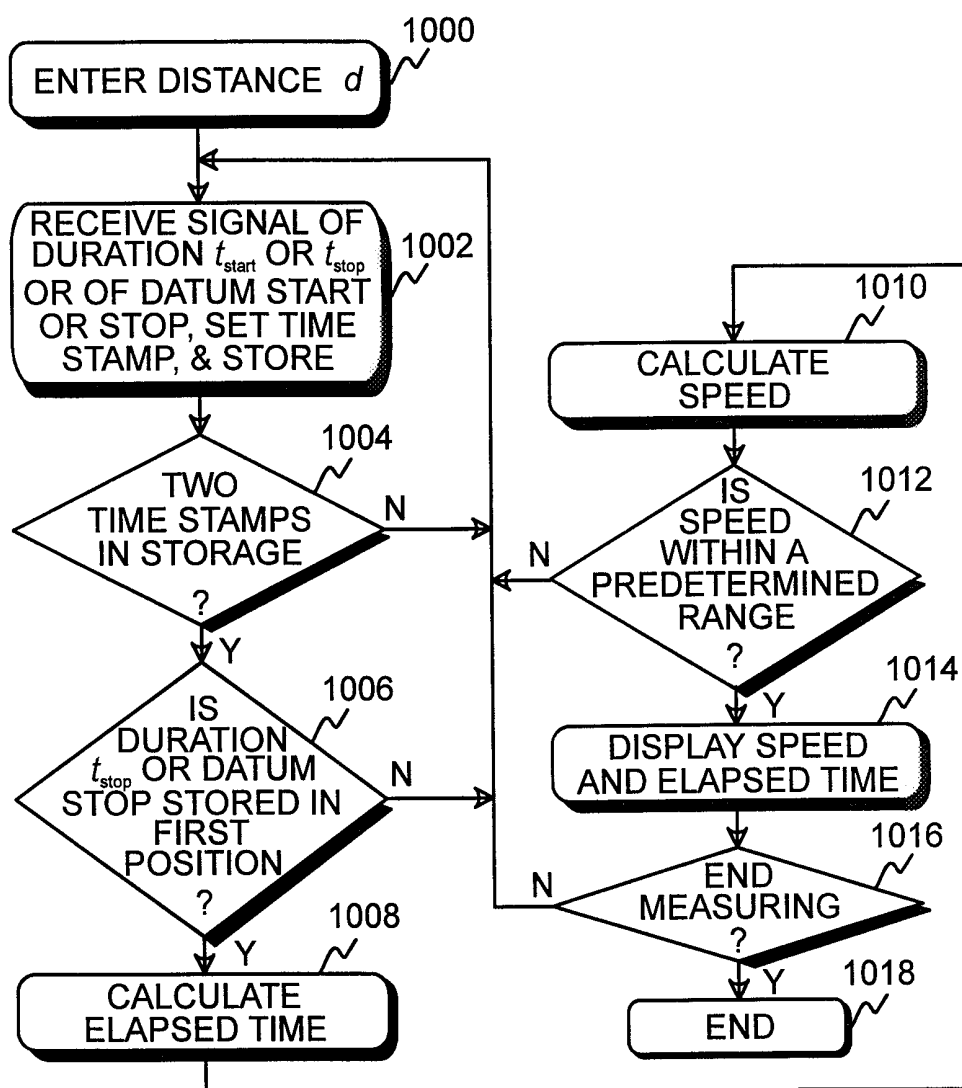 1000
ENTER DISTANCE d
RECEIVE SIGNAL OF
DURATION tstart OR tstop
OR OF DATUM START
OR STOP, SET TIME
STAMP, & STORE
1002
1004
TWO
TIME STAMPS
IN STORAGE
?
N
Y
1006
IS
DURATION
tstop OR DATUM
STOP STORED IN
FIRST
POSITION
?
N
Y
1008
CALCULATE
ELAPSED TIME
1010
CALCULATE
SPEED
1012
IS
SPEED
WITHIN A
PREDETERMINED
RANGE
?
N
Y
1014
DISPLAY SPEED
AND ELAPSED TIME
1016
END
MEASURING
?
N
Y
1018
END